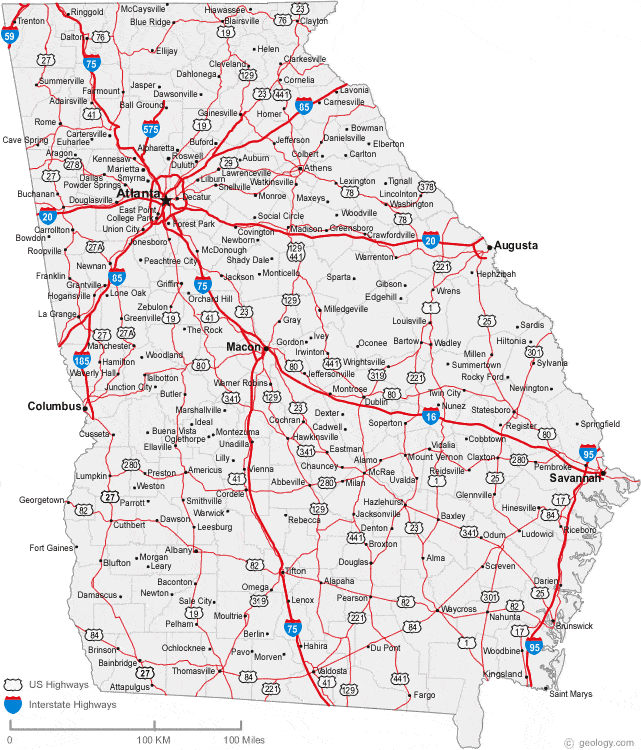 McCaysville Hiawassee 76 Clayton
Ringgold Blairsville
Trenton Blue Ridge 19 23
59 Dalton 76
27 75 Ellijay Helen
Cleveland Clarkesville
Summerville Dahlonega 129
Jasper Cornelia
Fairmount Dawsonville 23 441 Lavonia
Adairsville Ball Ground Homer 85 Carnesville
41 Gainesville
Rome 575 19 Bowman
Cartersville Danielsville
Cave Spring Euharlee Alpharetta Buford Jefferson Elberton
Aragon Kennesaw Roswell Auburn Colbert Carlton
278 Marietta Duluth 29 Athens
27 Dallas Smyrna Lawrenceville
Powder Springs Lilburn Watkinsville Lexington Tignall 378
Buchanan Atlanta Snellville 78 Lincolnton
Douglasville Decatur Monroe Maxeys Washington
20 East Point 78
College Park Social Circle Woodville
Carrollton Union City Forest Park Covington Madison Greensboro Crawfordville 20 Augusta
Bowdon 27A Jonesboro Newborn 129
Roopville McDonough 441 Warrenton
Newnan Peachtree City Shady Dale 221 Hephzibah
Franklin 85 75 Jackson Monticello Sparta Gibson
Grantville Griffin Wrens
Hogansville Lone Oak Orchard Hill 129 Edgehill
Zebulon 23 Milledgeville 1
La Grange Greenville 19 41 Gray Louisville 25 Sardis
27 27A The Rock Ivey
Manchester Macon Gordon Oconee Bartow Wadley Hiltonia
185 Hamilton Woodland 80 Irwinton Wrightsville Millen 301 Sylvania
Waverly Hall 80 441 Summertown
Talbotton Jeffersonville 319 221 Rocky Ford
Junction City Warner Robins Montrose 80 Twin City Newington
Butler 341 129 Dublin
Columbus Marshallville 23 Dexter 16 Nunez Statesboro
Ideal Cochran Soperton Register Springfield
Cusseta Buena Vista Montezuma Cadwell 80
Oglethorpe Hawkinsville Vidalia Cobbtown 95
Ellaville Unadilla 341 Eastman
Lilly Alamo Mount Vernon Claxton 280
280 Preston Americus 41 Vienna Chauncey McRae Reidsville Pembroke Savannah
Lumpkin Abbeville 280 Milan Uvalda 1 25
Weston Cordele
Georgetown 27 Smithville Glennville 17
82 Parrott Warwick 129 Hazlehurst Hinesville 84
Cuthbert Dawson Leesburg Rebecca Jacksonville Baxley
Denton 23 341 Odum Ludowici Riceboro
Fort Gaines Albany 441 Broxton
Morgan 82 Alma
Bluffton Leary Tifton Douglas Screven
Baconton Omega Alapaha Darien
Damascus Newton Sale City 319 Lenox Pearson 82 301 25
19 Moultrie 221 Waycross 82
Pelham Nahunta Brunswick
84 Berlin 75 84 1 17
Brinson Ochlocknee Pavo Hahira Du Pont Woodbine 95
Bainbridge Morven
27 Thomasville 84 Valdosta Kingsland
Attapulgus 221 41 129 441 Fargo Saint Marys
US Highways
Interstate Highways
0 100 KM 100 Miles
0
© geology.com